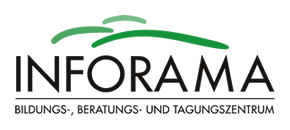 INFORAMA
BILDUNGS-, BERATUNGS- UND TAGUNGSZENTRUM